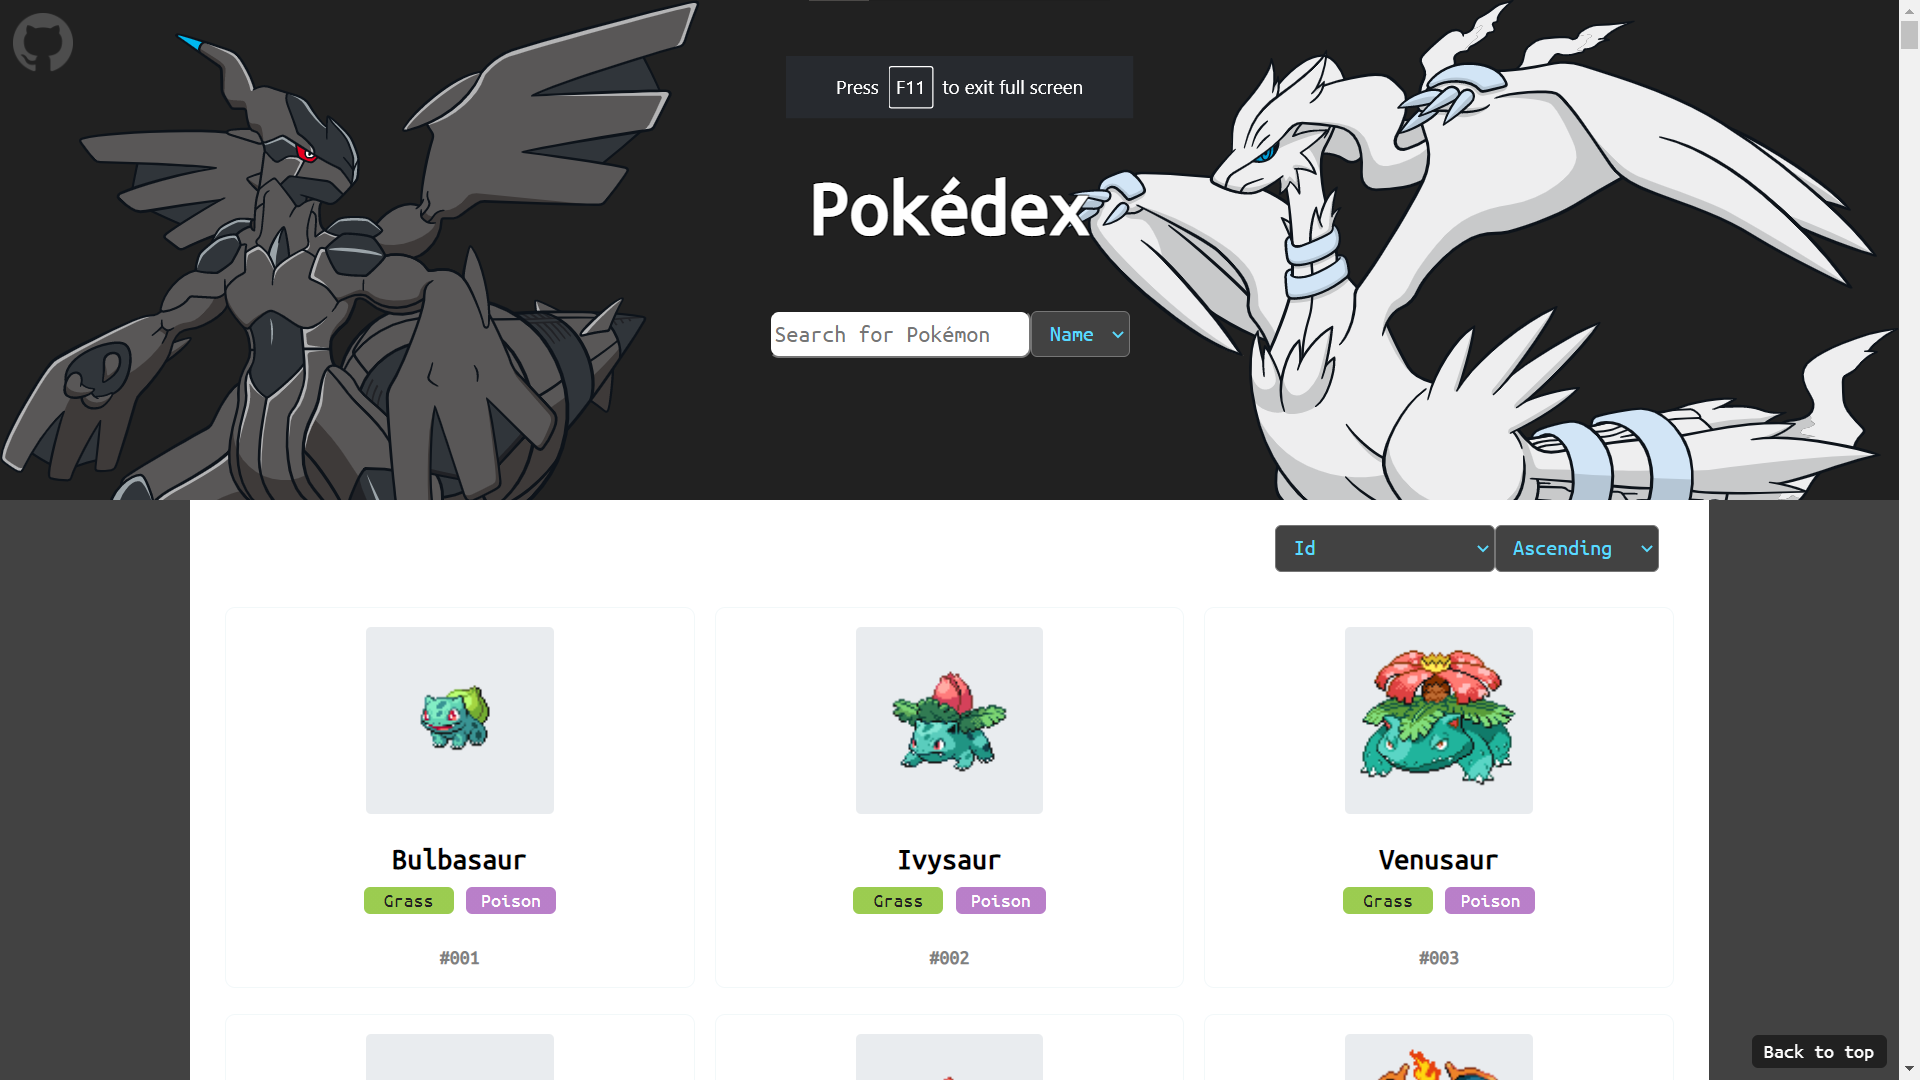 Press F11 to exit full screen
Pokédex
Search for Pokémon Name
Id Ascending
Bulbasaur Ivysaur Venusaur
Grass Poison Grass Poison Grass Poison
#001 #002 #003
Back to top